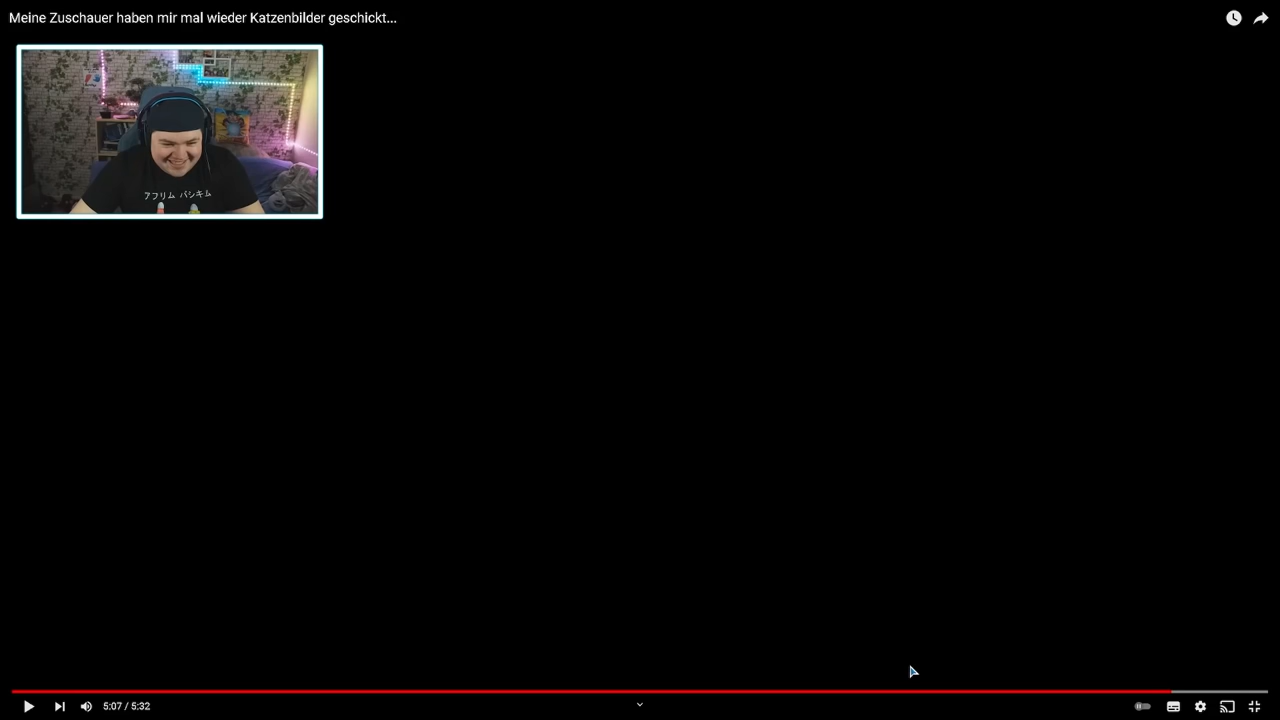 Meine Zuschauer haben mir mal wieder Katzenbilder geschickt...
アフリム バシキム
5:07 / 5:32